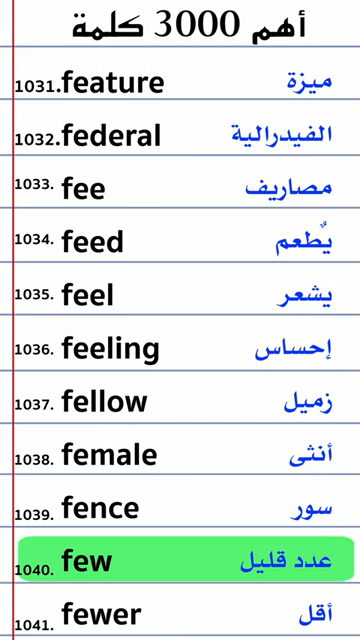 أهم 3000 كلمة
1031. feature ميزة
1032. federal الفيدرالية
1033. fee مصاريف
1034. feed يُطعم
1035. feel يشعر
1036. feeling إحساس
1037. fellow زميل
1038. female أنثى
1039. fence سور
1040. few عدد قليل
1041. fewer أقل